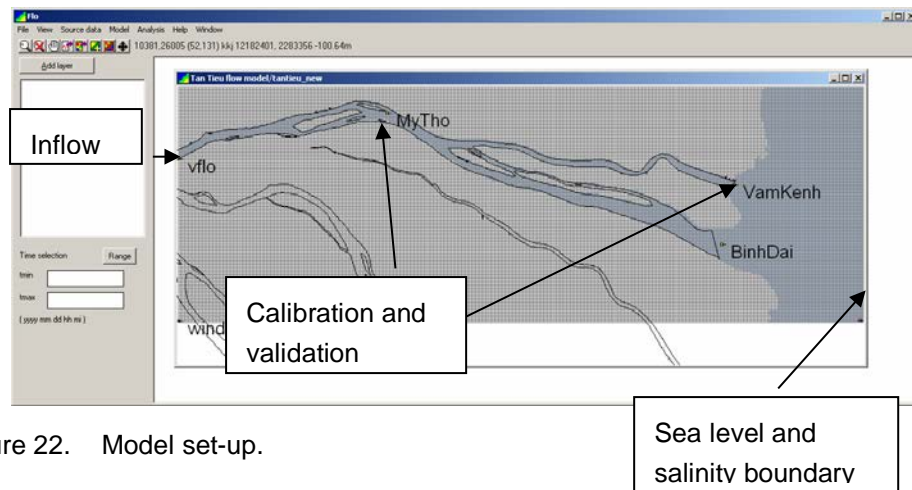 Flo
File View Source data Model Analysis Help Window
10381,26805 (52,131) kkj 12182401, 2283356 -100.64m
Add layer
Tan Tieu flow model/tantieu_new
Inflow
MyTho
vflo
VamKenh
BinhDai
Time selection
Range
tmin
tmax
( yyyy mm dd hh mi )
wind
Calibration and
validation
Sea level and
salinity boundary
ure 22. Model set-up.